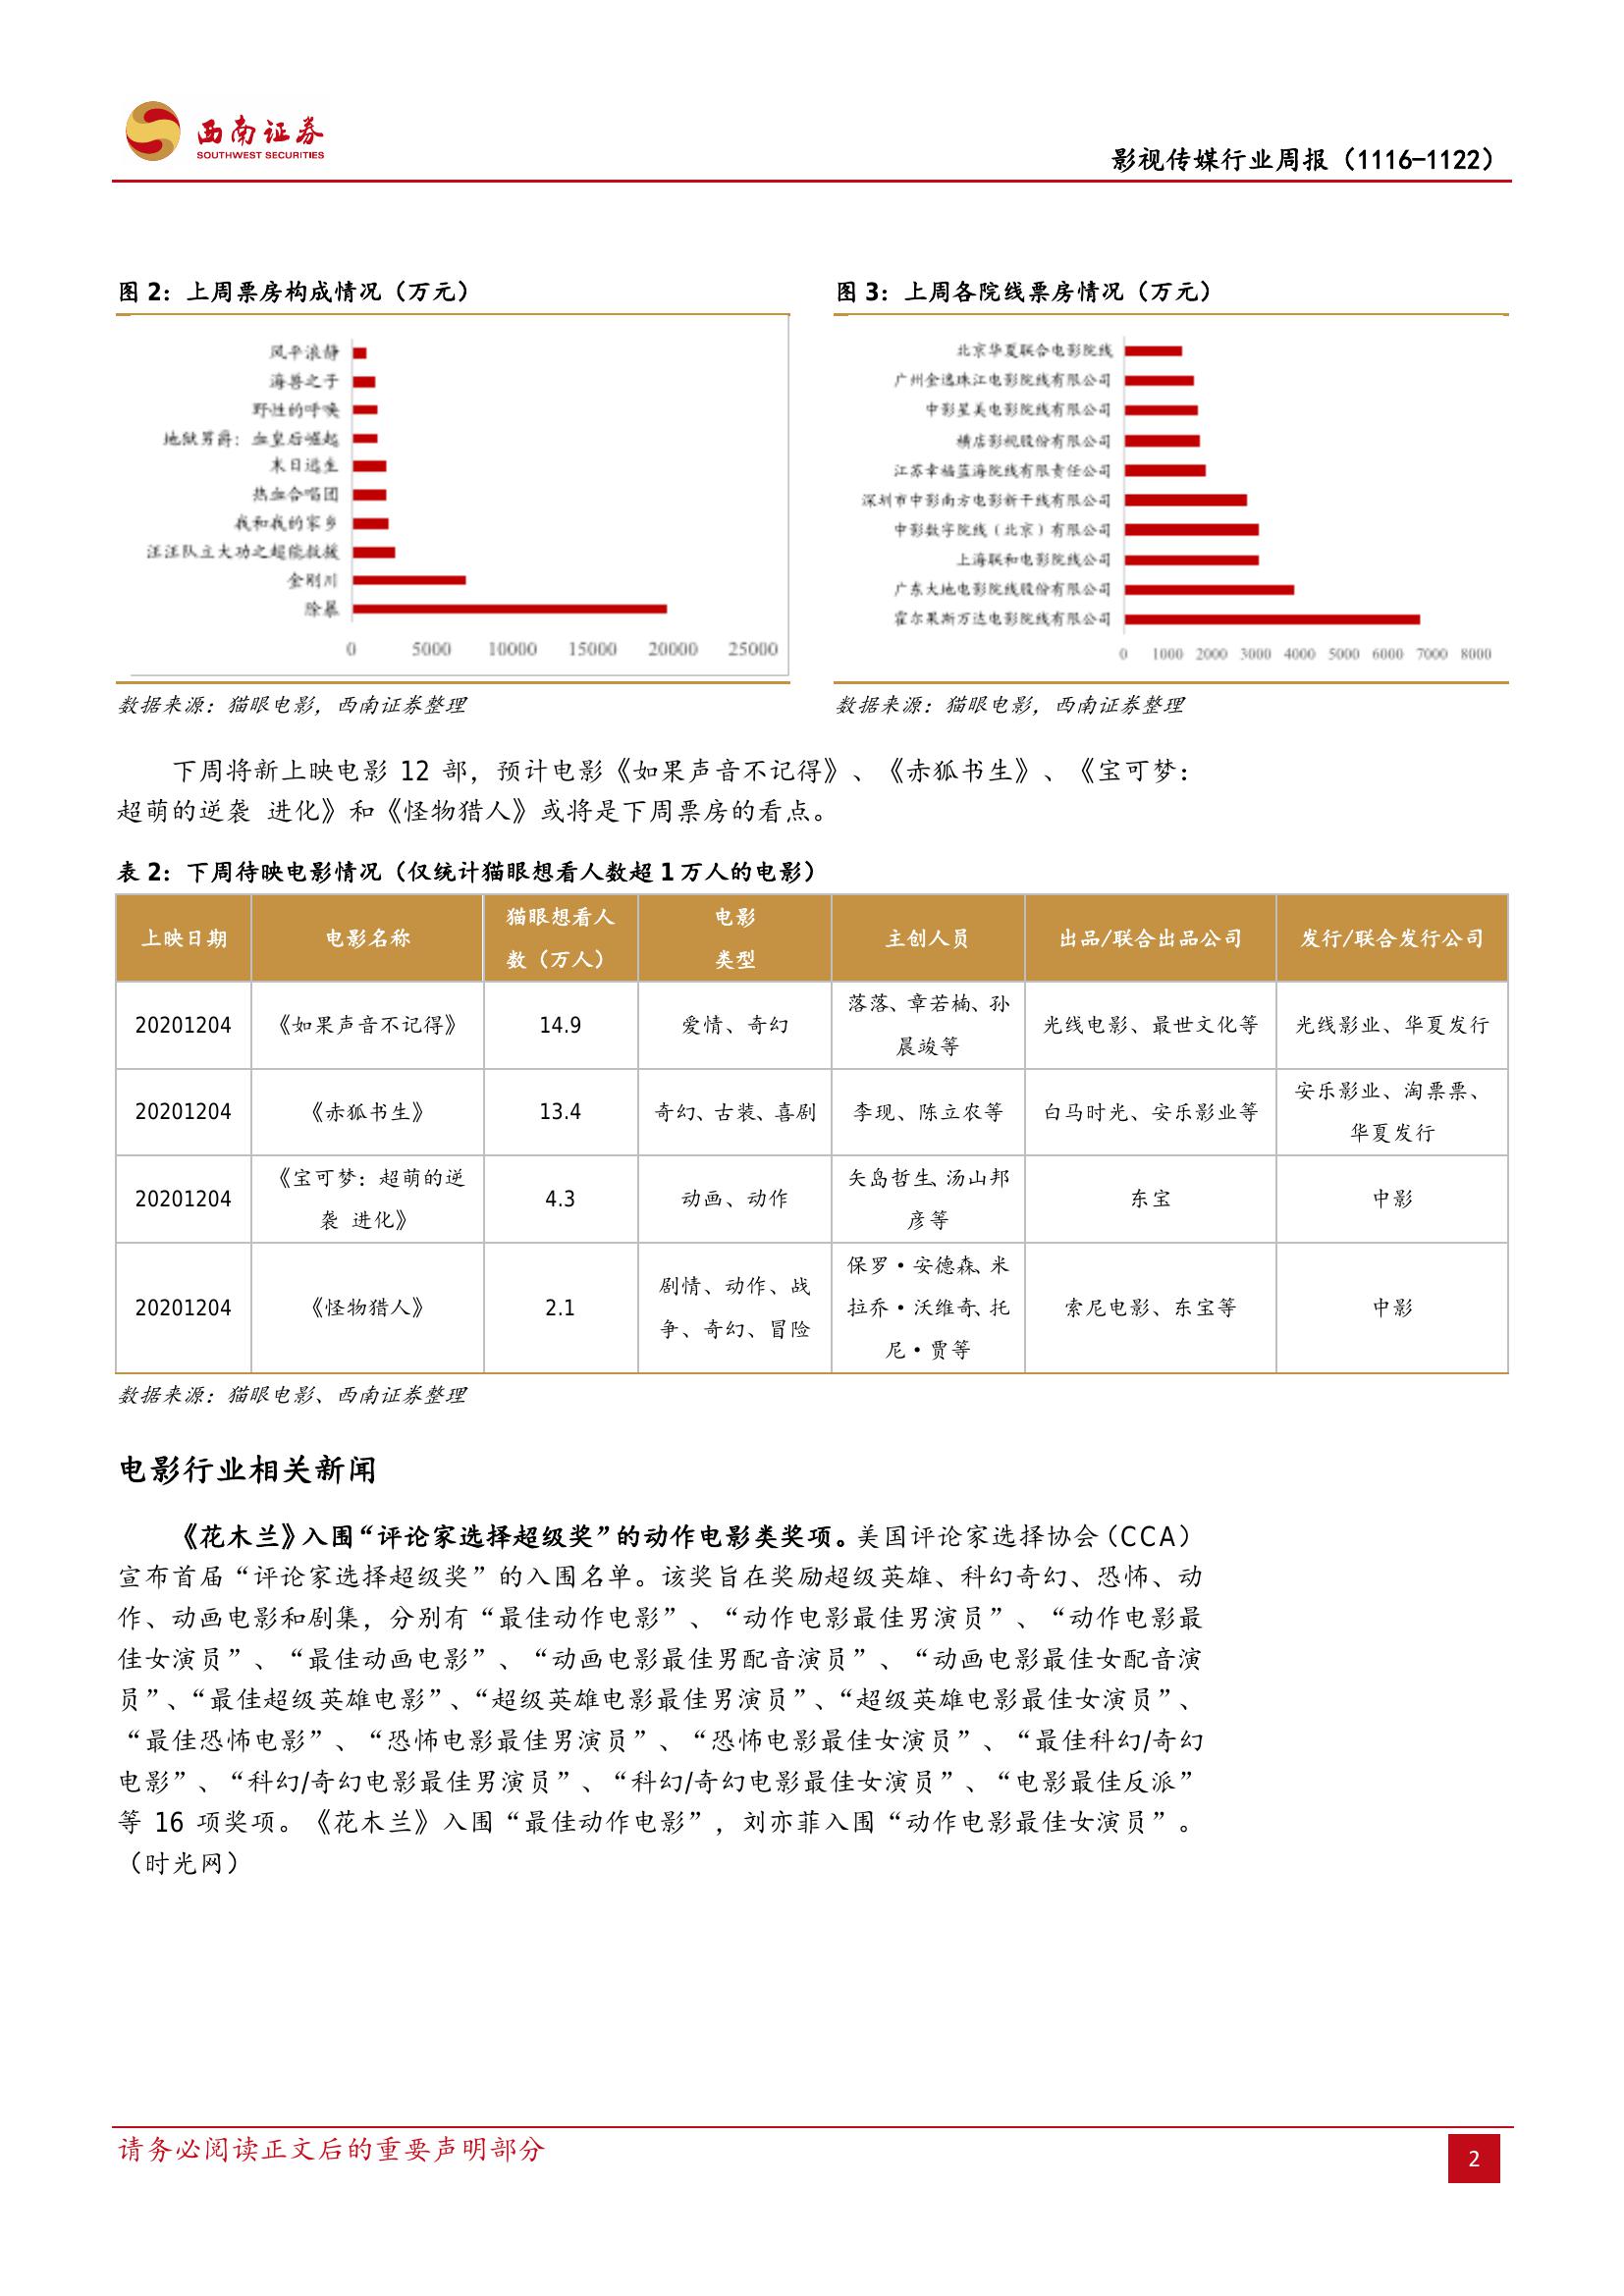 西南证券
SOUTHWEST SECURITIES
影视传媒行业周报（1116-1122）
图 2：上周票房构成情况（万元）
风平浪静
海兽之子
野性的呼唤
地狱男爵：血皇后崛起
末日逃生
热血合唱团
我和我的家乡
汪汪队立大功之超能救援
金刚川
除暴
0 5000 10000 15000 20000 25000
数据来源：猫眼电影，西南证券整理
图 3：上周各院线票房情况（万元）
北京华夏联合电影院线
广州金逸珠江电影院线有限公司
中影星美电影院线有限公司
横店影视股份有限公司
江苏幸福蓝海院线有限责任公司
深圳市中影南方电影新干线有限公司
中影数字院线（北京）有限公司
上海联和电影院线公司
广东大地电影院线股份有限公司
霍尔果斯万达电影院线有限公司
0 1000 2000 3000 4000 5000 6000 7000 8000
数据来源：猫眼电影，西南证券整理
下周将新上映电影 12 部，预计电影《如果声音不记得》、《赤狐书生》、《宝可梦：
超萌的逆袭 进化》和《怪物猎人》或将是下周票房的看点。
表 2：下周待映电影情况（仅统计猫眼想看人数超 1 万人的电影）
上映日期 电影名称 猫眼想看人数（万人） 电影类型 主创人员 出品/联合出品公司 发行/联合发行公司
20201204 《如果声音不记得》 14.9 爱情、奇幻 落落、章若楠、孙晨竣等 光线电影、最世文化等 光线影业、华夏发行
20201204 《赤狐书生》 13.4 奇幻、古装、喜剧 李现、陈立农等 白马时光、安乐影业等 安乐影业、淘票票、华夏发行
20201204 《宝可梦：超萌的逆袭 进化》 4.3 动画、动作 矢岛哲生、汤山邦彦等 东宝 中影
20201204 《怪物猎人》 2.1 剧情、动作、战争、奇幻、冒险 保罗·安德森、米拉乔·沃维奇、托尼·贾等 索尼电影、东宝等 中影
数据来源：猫眼电影、西南证券整理
电影行业相关新闻
《花木兰》入围“评论家选择超级奖”的动作电影类奖项。美国评论家选择协会（CCA）
宣布首届“评论家选择超级奖”的入围名单。该奖旨在奖励超级英雄、科幻奇幻、恐怖、动
作、动画电影和剧集，分别有“最佳动作电影”、“动作电影最佳男演员”、“动作电影最
佳女演员”、“最佳动画电影”、“动画电影最佳男配音演员”、“动画电影最佳女配音演
员”、“最佳超级英雄电影”、“超级英雄电影最佳男演员”、“超级英雄电影最佳女演员”、
“最佳恐怖电影”、“恐怖电影最佳男演员”、“恐怖电影最佳女演员”、“最佳科幻/奇幻
电影”、“科幻/奇幻电影最佳男演员”、“科幻/奇幻电影最佳女演员”、“电影最佳反派”
等 16 项奖项。《花木兰》入围“最佳动作电影”，刘亦菲入围“动作电影最佳女演员”。
（时光网）
请务必阅读正文后的重要声明部分
2